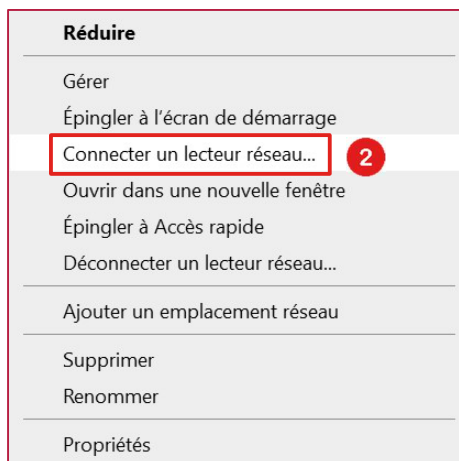 Réduire
Gérer
Épingler à l'écran de démarrage
Connecter un lecteur réseau...
2
Ouvrir dans une nouvelle fenêtre
Épingler à Accès rapide
Déconnecter un lecteur réseau...
Ajouter un emplacement réseau
Supprimer
Renommer
Propriétés